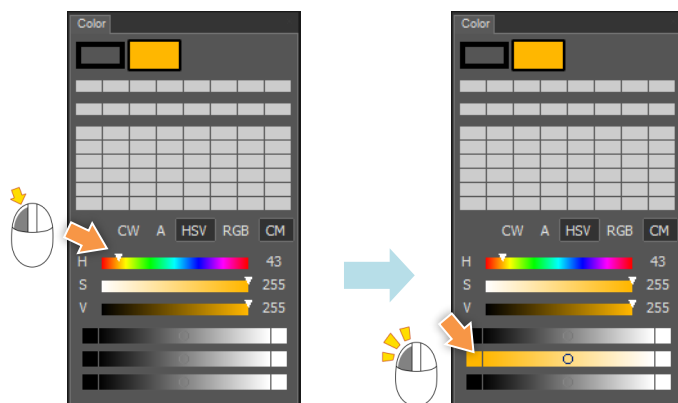 Color
CW A HSV RGB CM
H 43
S 255
V 255
Color
CW A HSV RGB CM
H 43
S 255
V 255